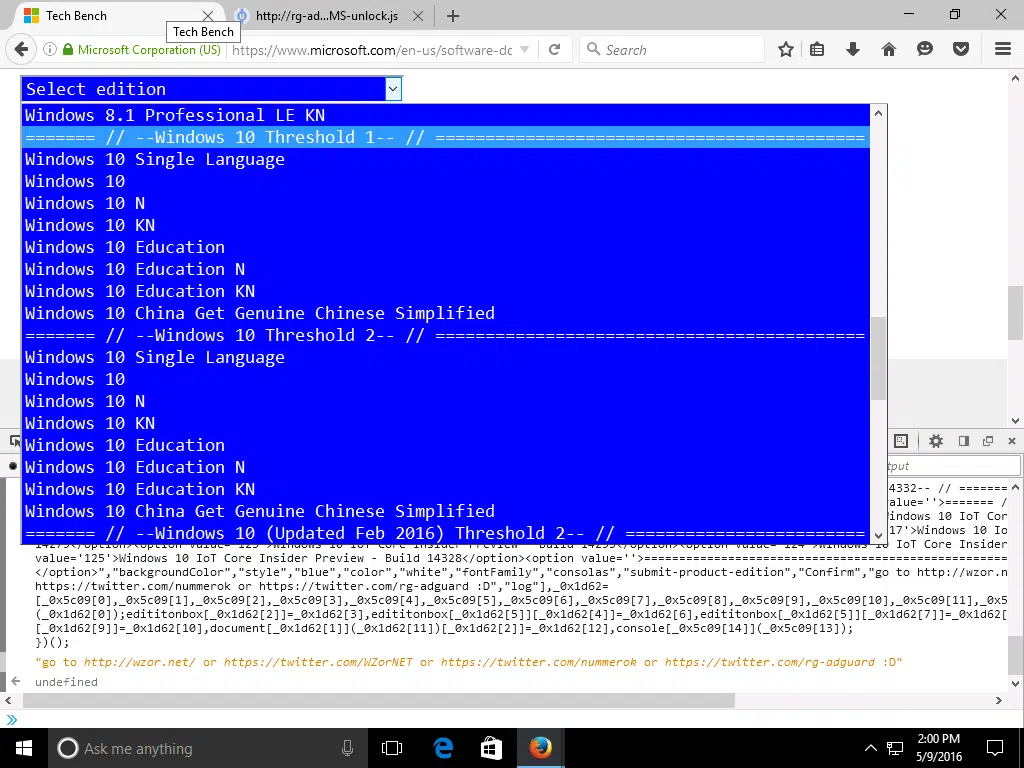 Tech Bench
http://rg-ad...MS-unlock.js
Tech Bench
Microsoft Corporation (US)
https://www.microsoft.com/en-us/software-dc
Search
Select edition
Windows 8.1 Professional LE KN
======= // --Windows 10 Threshold 1-- // ===========================================
Windows 10 Single Language
Windows 10
Windows 10 N
Windows 10 KN
Windows 10 Education
Windows 10 Education N
Windows 10 Education KN
Windows 10 China Get Genuine Chinese Simplified
======= // --Windows 10 Threshold 2-- // ===========================================
Windows 10 Single Language
Windows 10
Windows 10 N
Windows 10 KN
Windows 10 Education
Windows 10 Education N
Windows 10 Education KN
Windows 10 China Get Genuine Chinese Simplified
======= // --Windows 10 (Updated Feb 2016) Threshold 2-- // ========================
tput
4332-- // =======
value=''>======= /
indows 10 IoT Cor
17'>Windows 10 Io
value='125'>Windows 10 IoT Core Insider Preview - Build 14328</option><option value=''>====================================================
</option>","backgroundColor","style","blue","color","white","fontFamily","consolas","submit-product-edition","Confirm","go to http://wzor.n
https://twitter.com/nummerok or https://twitter.com/rg-adguard :D","log"],_0x1d62=
[_0x5c09[0],_0x5c09[1],_0x5c09[2],_0x5c09[3],_0x5c09[4],_0x5c09[5],_0x5c09[6],_0x5c09[7],_0x5c09[8],_0x5c09[9],_0x5c09[10],_0x5c09[11],_0x5
(_0x1d62[0]);edititonbox[_0x1d62[2]]=_0x1d62[3],edititonbox[_0x1d62[5]][_0x1d62[4]]=_0x1d62[6],edititonbox[_0x1d62[5]][_0x1d62[7]]=_0x1d62[
[_0x1d62[9]]=_0x1d62[10],document[_0x1d62[1]](_0x1d62[11])[_0x1d62[2]]=_0x1d62[12],console[_0x5c09[14]](_0x5c09[13]);
})();
"go to http://wzor.net/ or https://twitter.com/WZorNET or https://twitter.com/nummerok or https://twitter.com/rg-adguard :D"
undefined
Ask me anything
2:00 PM
5/9/2016